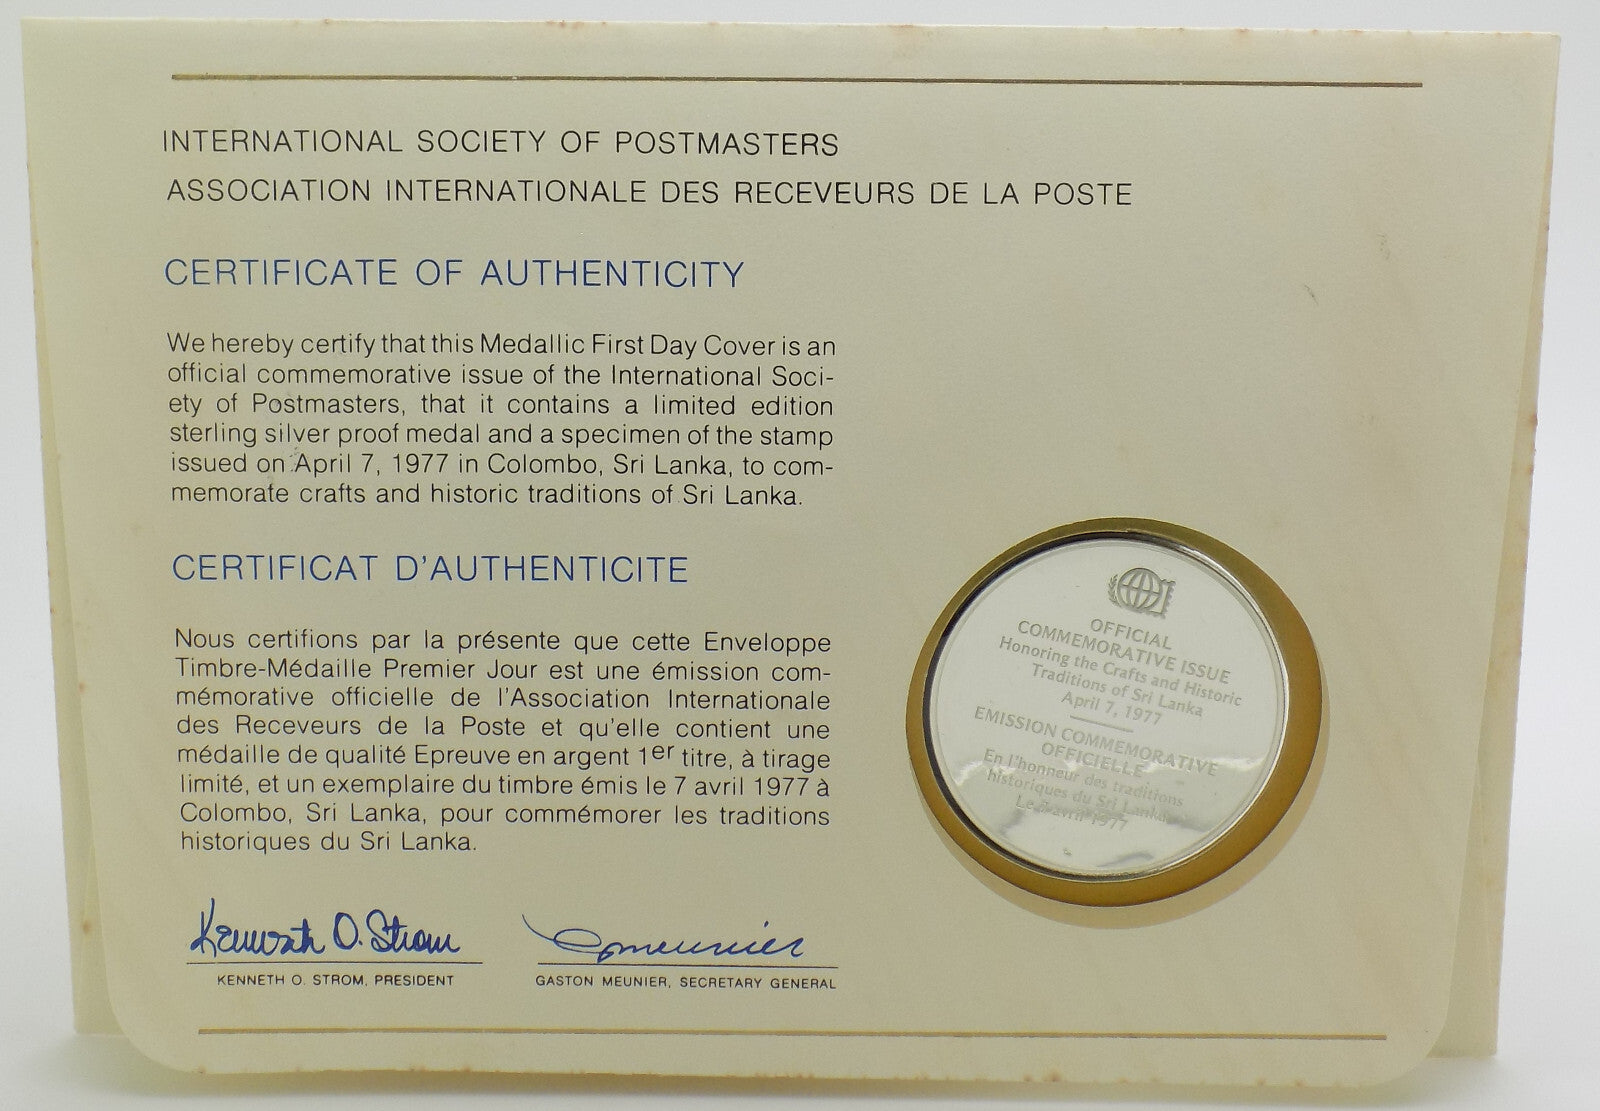 INTERNATIONAL SOCIETY OF POSTMASTERS
ASSOCIATION INTERNATIONALE DES RECEVEURS DE LA POSTE
CERTIFICATE OF AUTHENTICITY
We hereby certify that this Medallic First Day Cover is an
official commemorative issue of the International Soci-
ety of Postmasters, that it contains a limited edition
sterling silver proof medal and a specimen of the stamp
issued on April 7, 1977 in Colombo, Sri Lanka, to com-
memorate crafts and historic traditions of Sri Lanka.
CERTIFICAT D'AUTHENTICITE
Nous certifions par la présente que cette Enveloppe
Timbre-Médaille Premier Jour est une émission com-
mémorative officielle de l'Association Internationale
des Receveurs de la Poste et qu'elle contient une
médaille de qualité Epreuve en argent 1er titre, à tirage
limité, et un exemplaire du timbre émis le 7 avril 1977 à
Colombo, Sri Lanka, pour commémorer les traditions
historiques du Sri Lanka.
Kenneth O. Strom
GMeunier
KENNETH O. STROM, PRESIDENT
GASTON MEUNIER, SECRETARY GENERAL
OFFICIAL
COMMEMORATIVE ISSUE
Honoring the Crafts and Historic
Traditions of Sri Lanka
April 7, 1977
EMISSION COMMEMORATIVE
OFFICIELLE
En l'honneur des traditions
historiques du Sri Lanka
Le 7 avril 1977